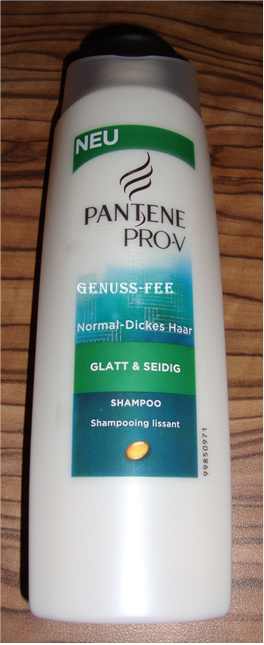 NEU
PANTENE
PRO-V
GENUSS-FEE
Normal-Dickes Haar
GLATT & SEIDIG
SHAMPOO
Shampooing lissant
99850971